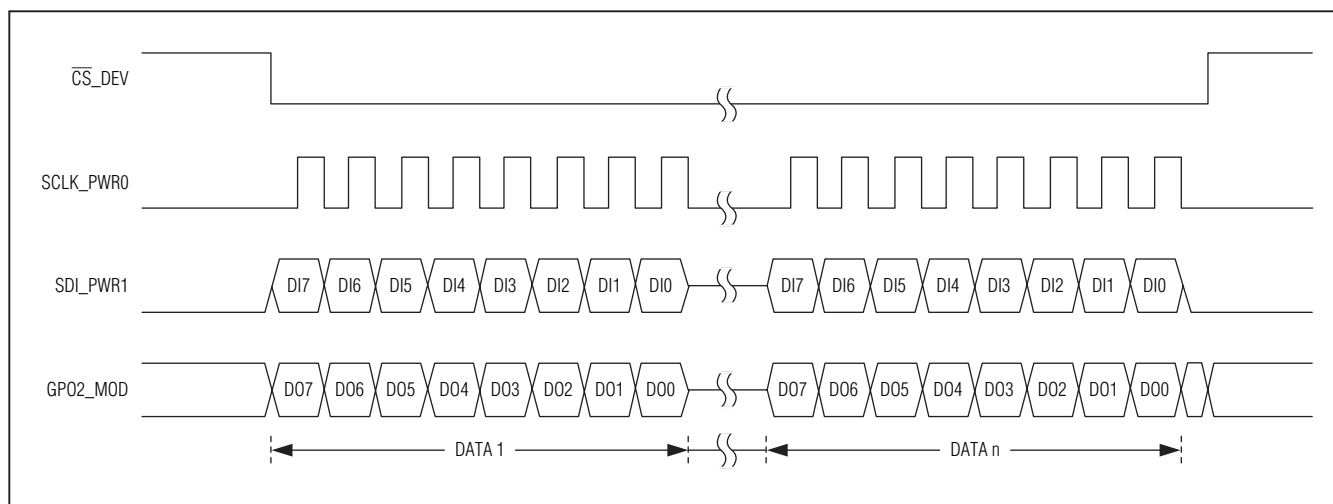 CS_DEV
SCLK_PWR0
SDI_PWR1
DI7 DI6 DI5 DI4 DI3 DI2 DI1 DI0 DI7 DI6 DI5 DI4 DI3 DI2 DI1 DI0
GPO2_MOD
DO7 DO6 DO5 DO4 DO3 DO2 DO1 DO0 DO7 DO6 DO5 DO4 DO3 DO2 DO1 DO0
DATA 1 DATA n